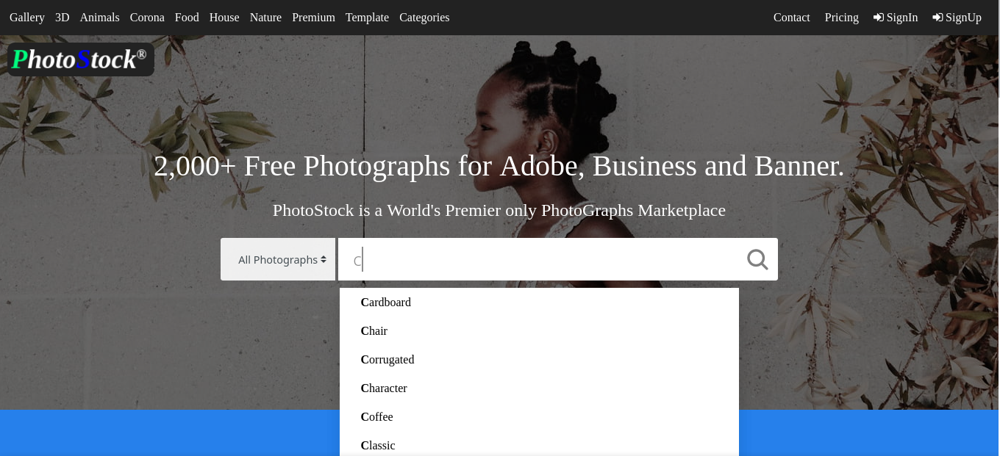 Gallery 3D Animals Corona Food House Nature Premium Template Categories Contact Pricing SignIn SignUp
PhotoStock®
2,000+ Free Photographs for Adobe, Business and Banner.
PhotoStock is a World's Premier only PhotoGraphs Marketplace
All Photographs C
Cardboard
Chair
Corrugated
Character
Coffee
Classic